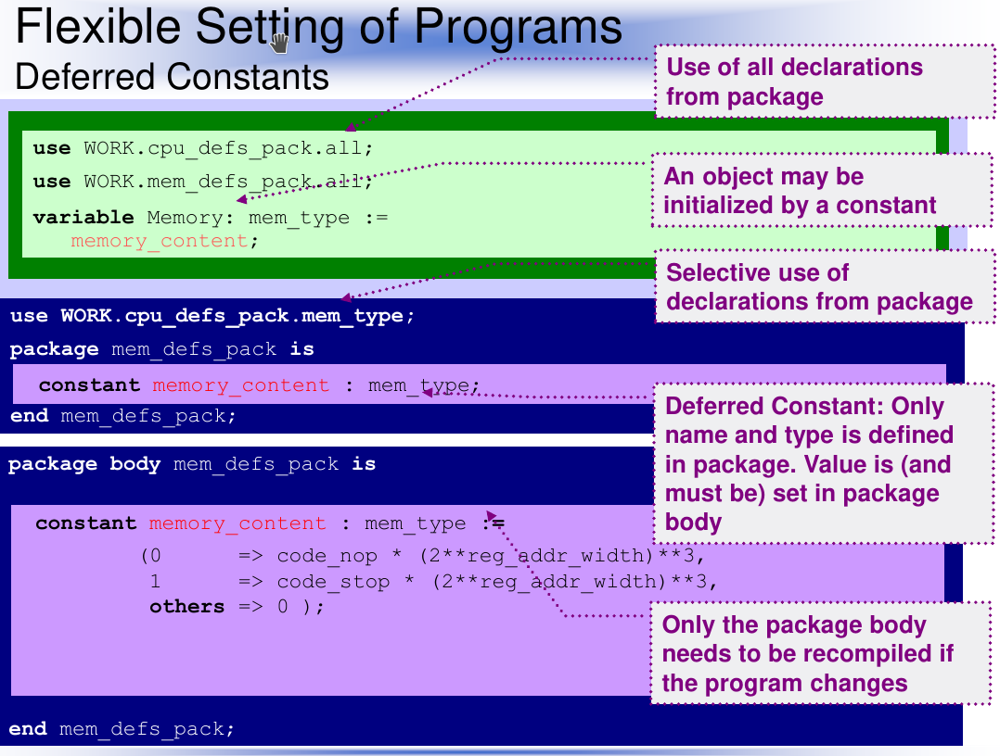 Flexible Setting of Programs
Deferred Constants
Use of all declarations
from package
use WORK.cpu_defs_pack.all;
use WORK.mem_defs_pack.all;
An object may be
initialized by a constant
variable Memory: mem_type :=
memory_content;
Selective use of
declarations from package
use WORK.cpu_defs_pack.mem_type;
package mem_defs_pack is
constant memory_content : mem_type;
end mem_defs_pack;
Deferred Constant: Only
name and type is defined
in package. Value is (and
must be) set in package
body
package body mem_defs_pack is
constant memory_content : mem_type :=
(0 => code_nop * (2**reg_addr_width)**3,
1 => code_stop * (2**reg_addr_width)**3,
others => 0 );
Only the package body
needs to be recompiled if
the program changes
end mem_defs_pack;